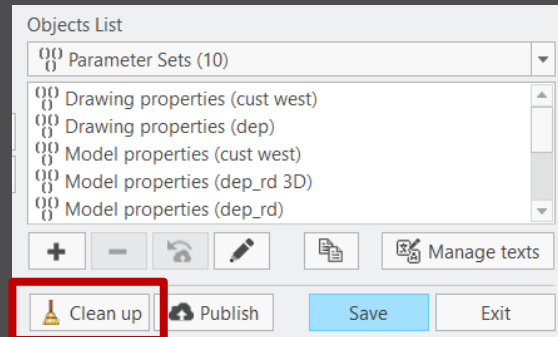 Objects List
Parameter Sets (10)
Drawing properties (cust west)
Drawing properties (dep)
Model properties (cust west)
Model properties (dep_rd 3D)
Model properties (dep_rd)
Manage texts
Clean up Publish Save Exit